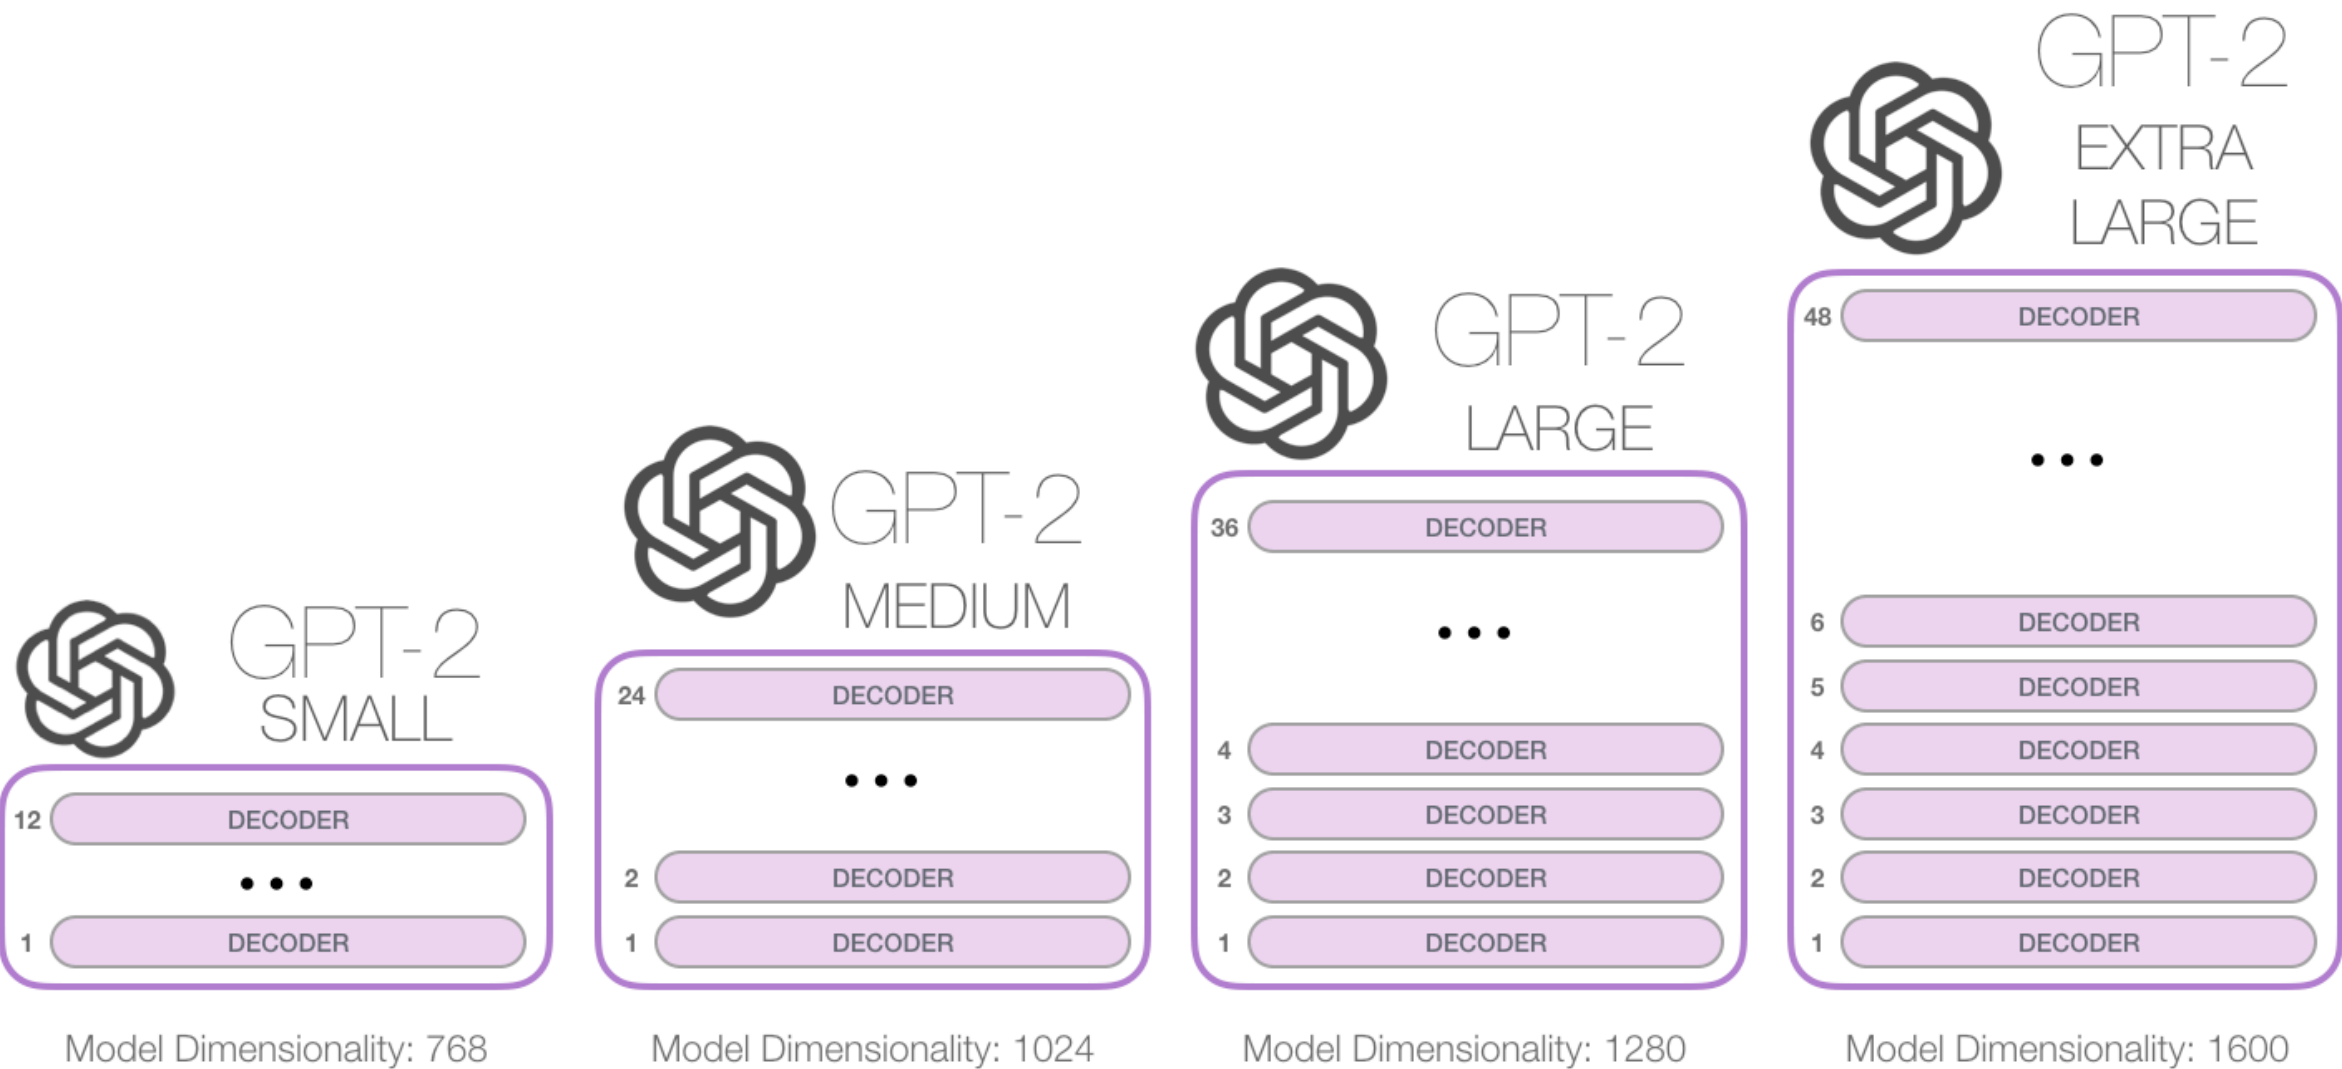 GPT-2
SMALL
12 DECODER
...
1 DECODER
Model Dimensionality: 768
GPT-2
MEDIUM
24 DECODER
...
2 DECODER
1 DECODER
Model Dimensionality: 1024
GPT-2
LARGE
36 DECODER
...
4 DECODER
3 DECODER
2 DECODER
1 DECODER
Model Dimensionality: 1280
GPT-2
EXTRA
LARGE
48 DECODER
...
6 DECODER
5 DECODER
4 DECODER
3 DECODER
2 DECODER
1 DECODER
Model Dimensionality: 1600